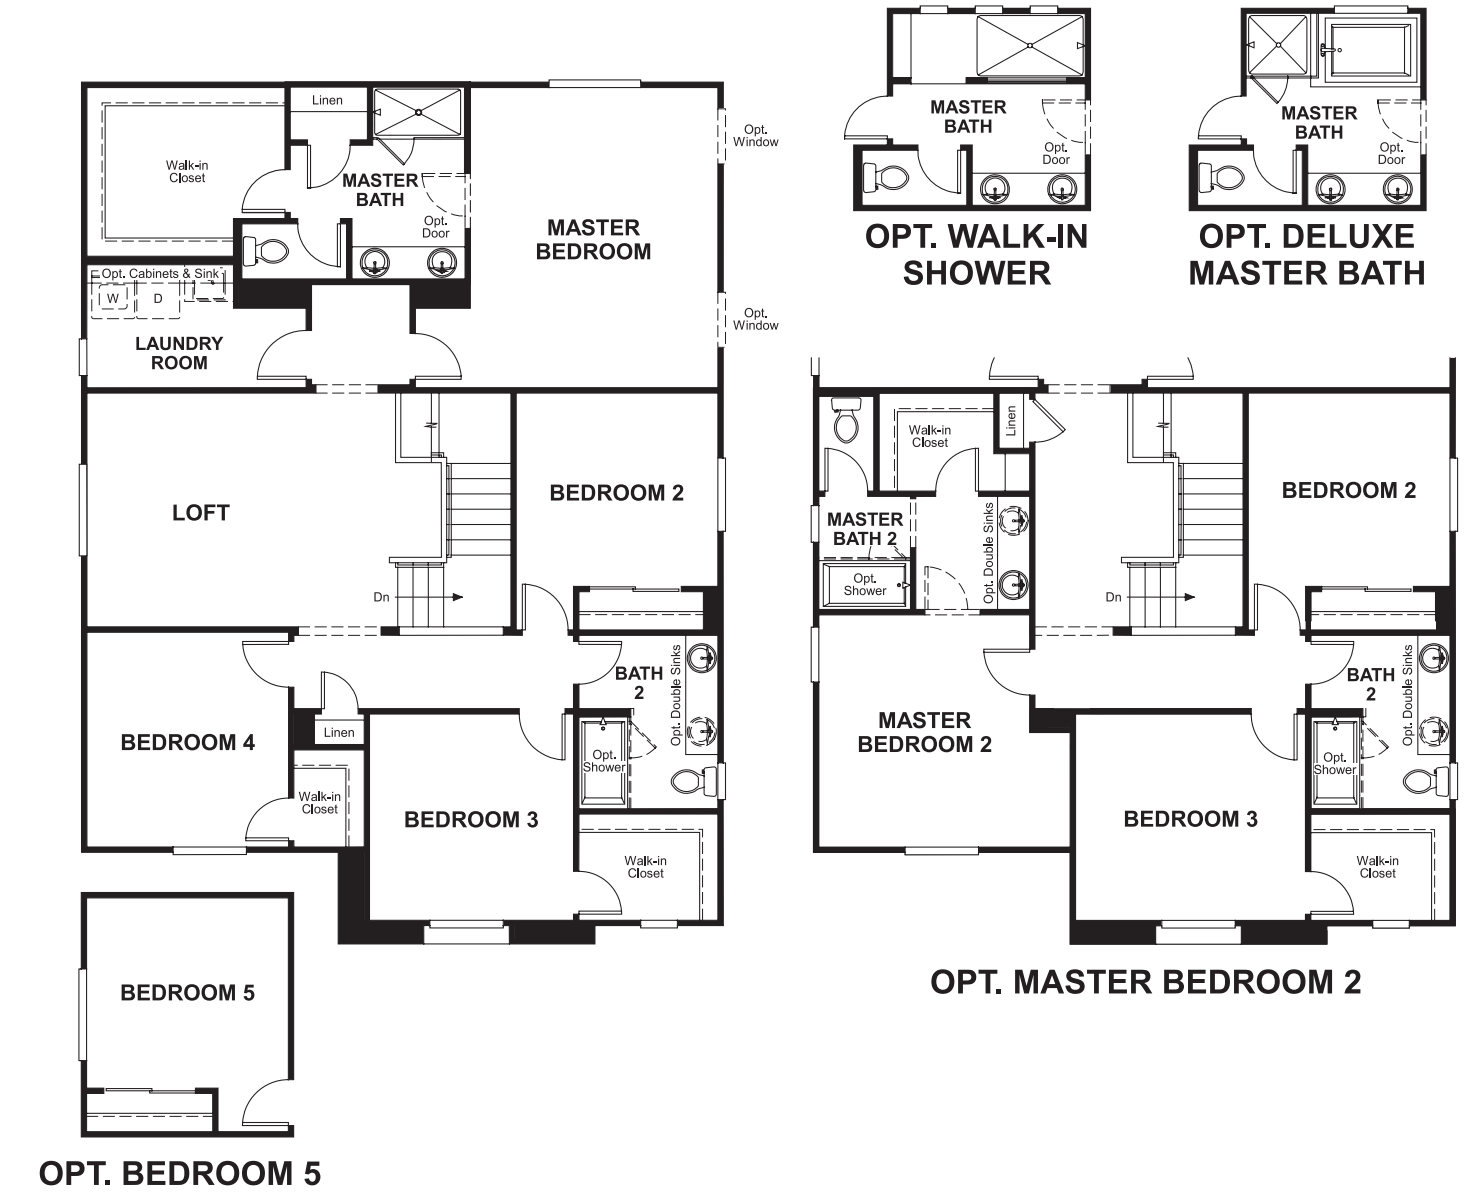 Linen
Walk-in
Closet
MASTER
BATH
Opt.
Door
MASTER
BEDROOM
Opt.
Window
Opt.
Window
Opt. Cabinets & Sink
W
D
LAUNDRY
ROOM
LOFT
Dn
BEDROOM 2
BATH
2
Opt. Double Sinks
Opt.
Shower
BEDROOM 4
Linen
Walk-in
Closet
BEDROOM 3
Walk-in
Closet
BEDROOM 5
OPT. BEDROOM 5
MASTER
BATH
Opt.
Door
OPT. WALK-IN
SHOWER
MASTER
BATH
Opt.
Door
OPT. DELUXE
MASTER BATH
Walk-in
Closet
Linen
MASTER
BATH 2
Opt. Double Sinks
Opt.
Shower
Dn
BEDROOM 2
BATH
2
Opt. Double Sinks
Opt.
Shower
MASTER
BEDROOM 2
BEDROOM 3
Walk-in
Closet
OPT. MASTER BEDROOM 2